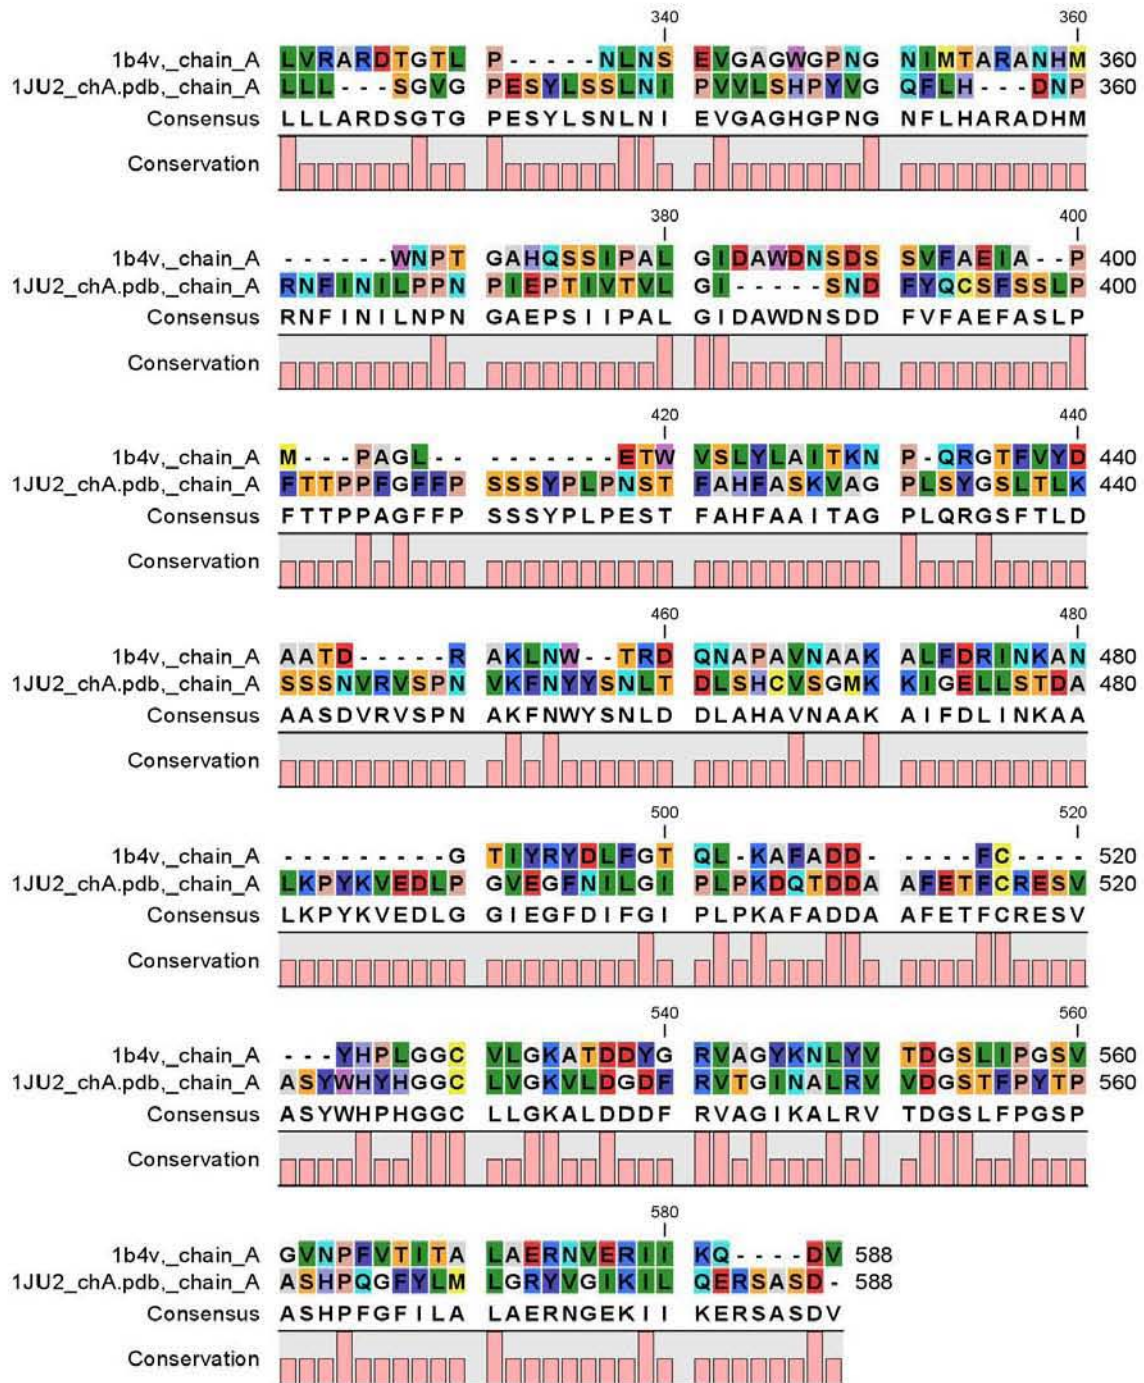 340 360
1b4v,_chain_A LVRARDTGTL P-----NLNS EVGAGWGPNG NIMTARANHM 360
1JU2_chA.pdb,_chain_A LLL---SGVG PESYLSSLNI PVVLSHPYVG QFLH---DNP 360
Consensus LLLARDSGTG PESYLSNLNI EVGAGHGPNG NFLHARADHM
Conservation
380 400
1b4v,_chain_A ------WNPT GAHQSSIPAL GIDAWDNSDS SVFAEIA--P 400
1JU2_chA.pdb,_chain_A RNFINILPPN PIEPTIVTVL GI-----SND FYQCSFSSLP 400
Consensus RNFINILNPN GAEPSIIPAL GIDAWDNSDD FVFAEFASLP
Conservation
420 440
1b4v,_chain_A M---PAGL-- -------ETW VSLYLAITKN P-QRGTFVYD 440
1JU2_chA.pdb,_chain_A FTTPPFGFFP SSSYPLPNST FAHFASKVAG PLSYGSLTLK 440
Consensus FTTPPAGFFP SSSYPLPEST FAHFAAITAG PLQRGSFTLD
Conservation
460 480
1b4v,_chain_A AATD-----R AKLNW--TRD QNAPAVNAAK ALFDRINKAN 480
1JU2_chA.pdb,_chain_A SSSNVRVSPN VKFNYYSNLT DLSHCVSGMK KIGELLSTDA 480
Consensus AASDVRVSPN AKFNWYSNLD DLAHAVNAAK AIFDLINKAA
Conservation
500 520
1b4v,_chain_A ---------G TIYRYDLFGT QL-KAFADD- ----FC---- 520
1JU2_chA.pdb,_chain_A LKPYKVEDLP GVEGFNILGI PLPKDQTDDA AFETFCRESV 520
Consensus LKPYKVEDLG GIEGFDIFGI PLPKAFADDA AFETFCRESV
Conservation
540 560
1b4v,_chain_A ---YHPLGGC VLGKATDDYG RVAGYKNLYV TDGSLIPGSV 560
1JU2_chA.pdb,_chain_A ASYWHYHGGC LVGKVLDGDF RVTGINALRV VDGSTFPYTP 560
Consensus ASYWHPHGGC LLGKALDDDF RVAGIKALRV TDGSLFPGSP
Conservation
580
1b4v,_chain_A GVNPFVTITA LAERNVERII KQ----DV 588
1JU2_chA.pdb,_chain_A ASHPQGFYLM LGRYVGIKIL QERSASD- 588
Consensus ASHPFGFILA LAERNGEKII KERSASDV
Conservation